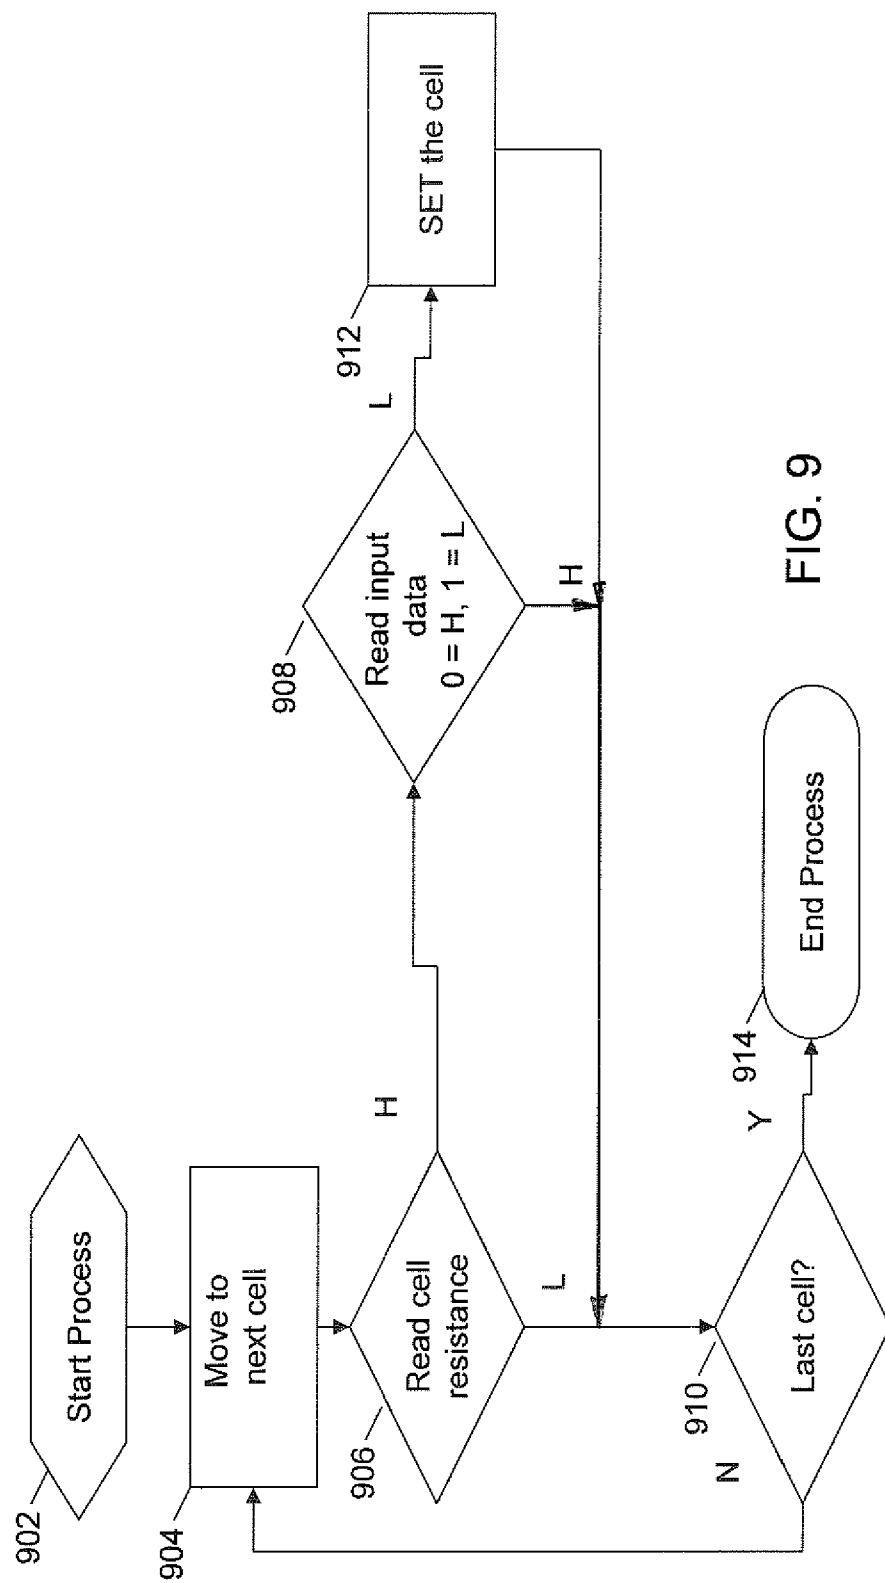 902
Start Process
904
Move to
next cell
906
Read cell
resistance
H
L
908
Read input
data
0 = H, 1 = L
L
H
912
SET the cell
910
Last cell?
N
Y
914
End Process
FIG. 9